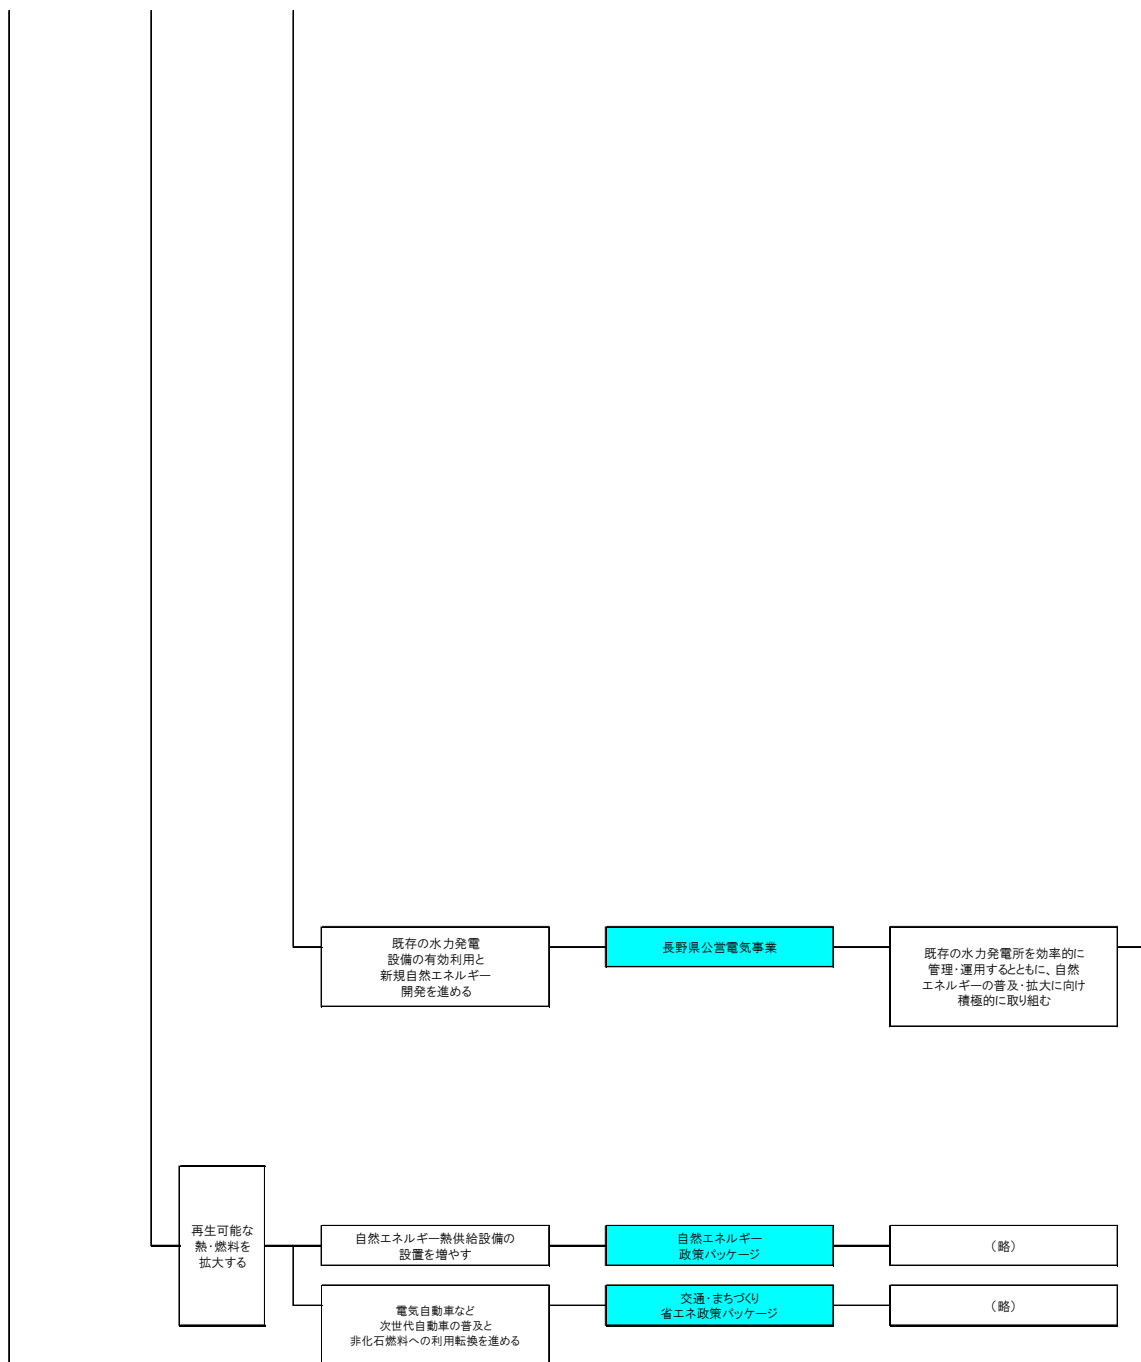 既存の水力発電
設備の有効利用と
新規自然エネルギー
開発を進める
長野県公営電気事業
既存の水力発電所を効率的に
管理・運用するとともに、自然
エネルギーの普及・拡大に向け
積極的に取り組む
再生可能な
熱・燃料を
拡大する
自然エネルギー熱供給設備の
設置を増やす
自然エネルギー
政策パッケージ
（略）
電気自動車など
次世代自動車の普及と
非化石燃料への利用転換を進める
交通・まちづくり
省エネ政策パッケージ
（略）